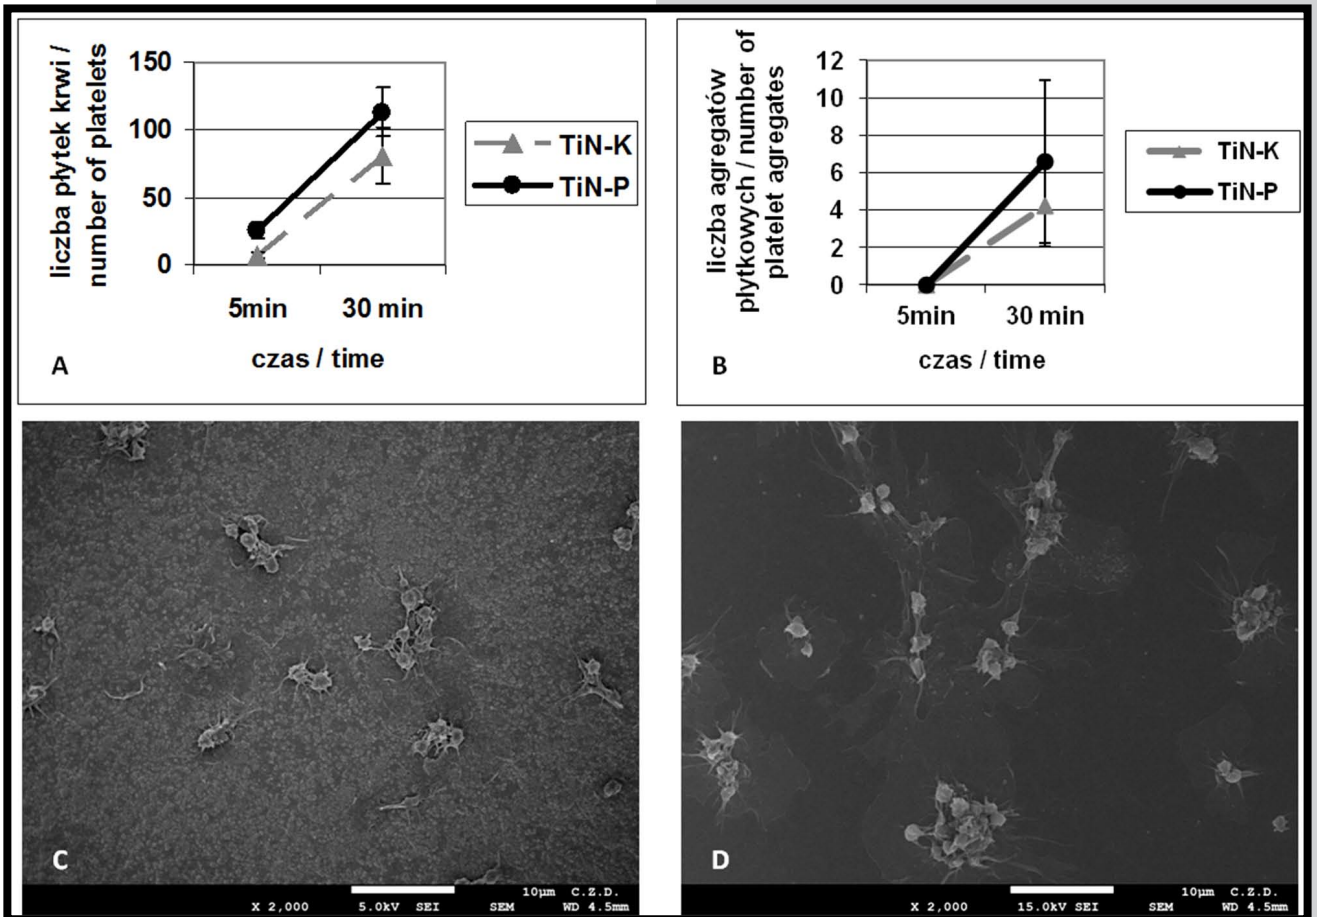 liczba płytek krwi /
number of platelets
150
100
50
0
5min 30 min
czas / time
TiN-K
TiN-P
A
liczba agregatów
płytkowych / number of
platelet agregates
12
10
8
6
4
2
0
5min 30 min
czas / time
TiN-K
TiN-P
B
C
10µm C.Z.D.
X 2,000 5.0kV SEI SEM WD 4.5mm
D
10µm C.Z.D.
X 2,000 15.0kV SEI SEM WD 4.5mm